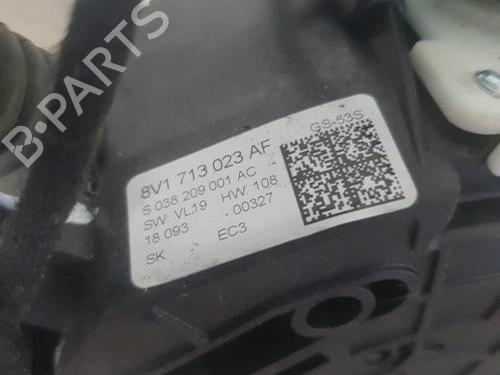 B-PARTS
GS-53S
8V1 713 023 AF
S 038 209 001 AC
SW: VL19 HW: 108
18.093 - 00327
SK EC3